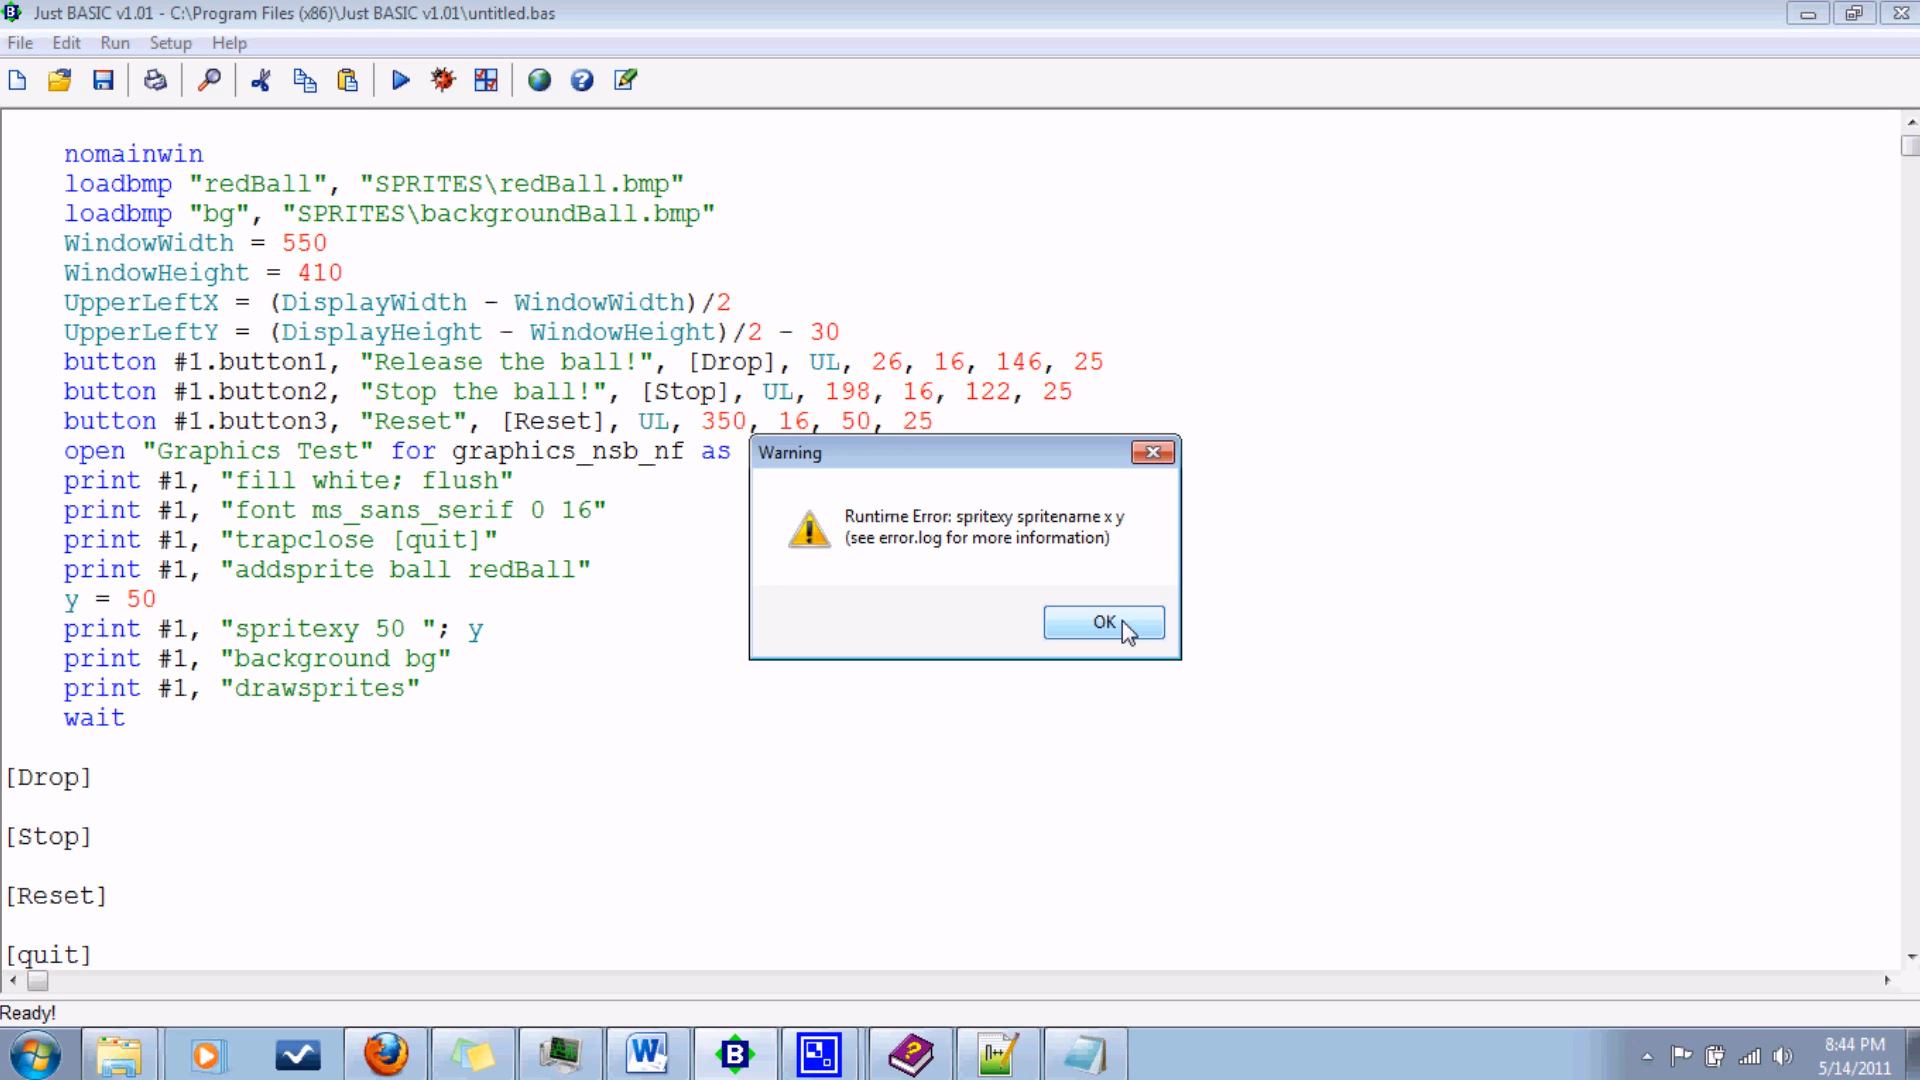 Just BASIC v1.01 - C:\Program Files (x86)\Just BASIC v1.01\untitled.bas
File Edit Run Setup Help
nomainwin
loadbmp "redBall", "SPRITES\redBall.bmp"
loadbmp "bg", "SPRITES\backgroundBall.bmp"
WindowWidth = 550
WindowHeight = 410
UpperLeftX = (DisplayWidth - WindowWidth)/2
UpperLeftY = (DisplayHeight - WindowHeight)/2 - 30
button #1.button1, "Release the ball!", [Drop], UL, 26, 16, 146, 25
button #1.button2, "Stop the ball!", [Stop], UL, 198, 16, 122, 25
button #1.button3, "Reset", [Reset], UL, 350, 16, 50, 25
open "Graphics Test" for graphics_nsb_nf as
print #1, "fill white; flush"
print #1, "font ms_sans_serif 0 16"
print #1, "trapclose [quit]"
print #1, "addsprite ball redBall"
y = 50
print #1, "spritexy 50 "; y
print #1, "background bg"
print #1, "drawsprites"
wait
[Drop]
[Stop]
[Reset]
[quit]
Warning
Runtime Error: spritexy spritename x y
(see error.log for more information)
OK
Ready!
8:44 PM
5/14/2011